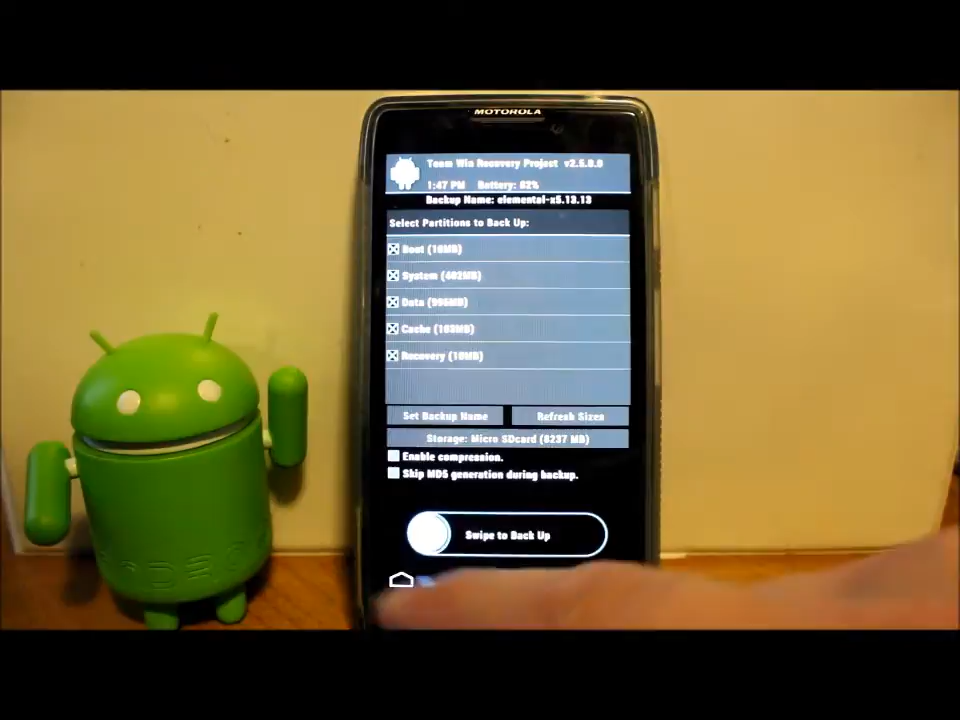 MOTOROLA
Team Win Recovery Project v2.5.0.0
1:47 PM Battery: 82%
Backup Name: elemental-x5.13.13
Select Partitions to Back Up:
Boot (10MB)
System (402MB)
Data (996MB)
Cache (103MB)
Recovery (10MB)
Set Backup Name
Refresh Sizes
Storage: Micro SDcard (8237 MB)
Enable compression.
Skip MD5 generation during backup.
Swipe to Back Up